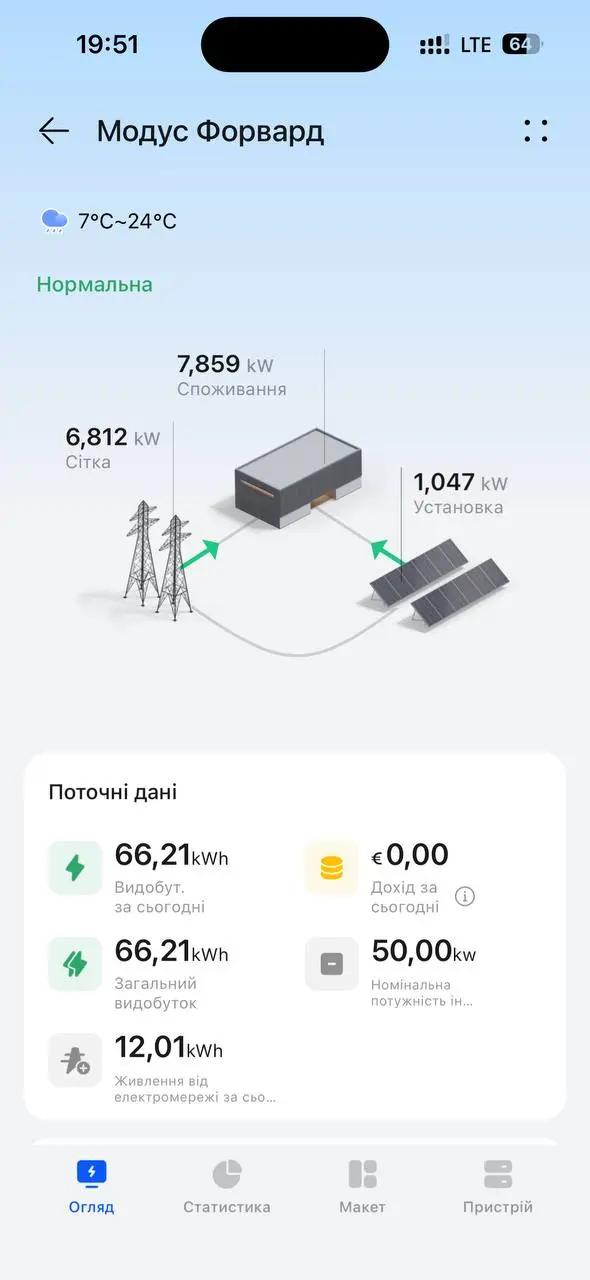 19:51
LTE 64
Модус Форвард
7°C~24°C
Нормальна
7,859 kW
Споживання
6,812 kW
Сітка
1,047 kW
Установка
Поточні дані
66,21kWh
Видобут.
за сьогодні
€0,00
Дохід за
сьогодні
66,21kWh
Загальний
видобуток
50,00kw
Номінальна
потужність ін...
12,01kWh
Живлення від
електромережі за сьо...
Огляд
Статистика
Макет
Пристрій